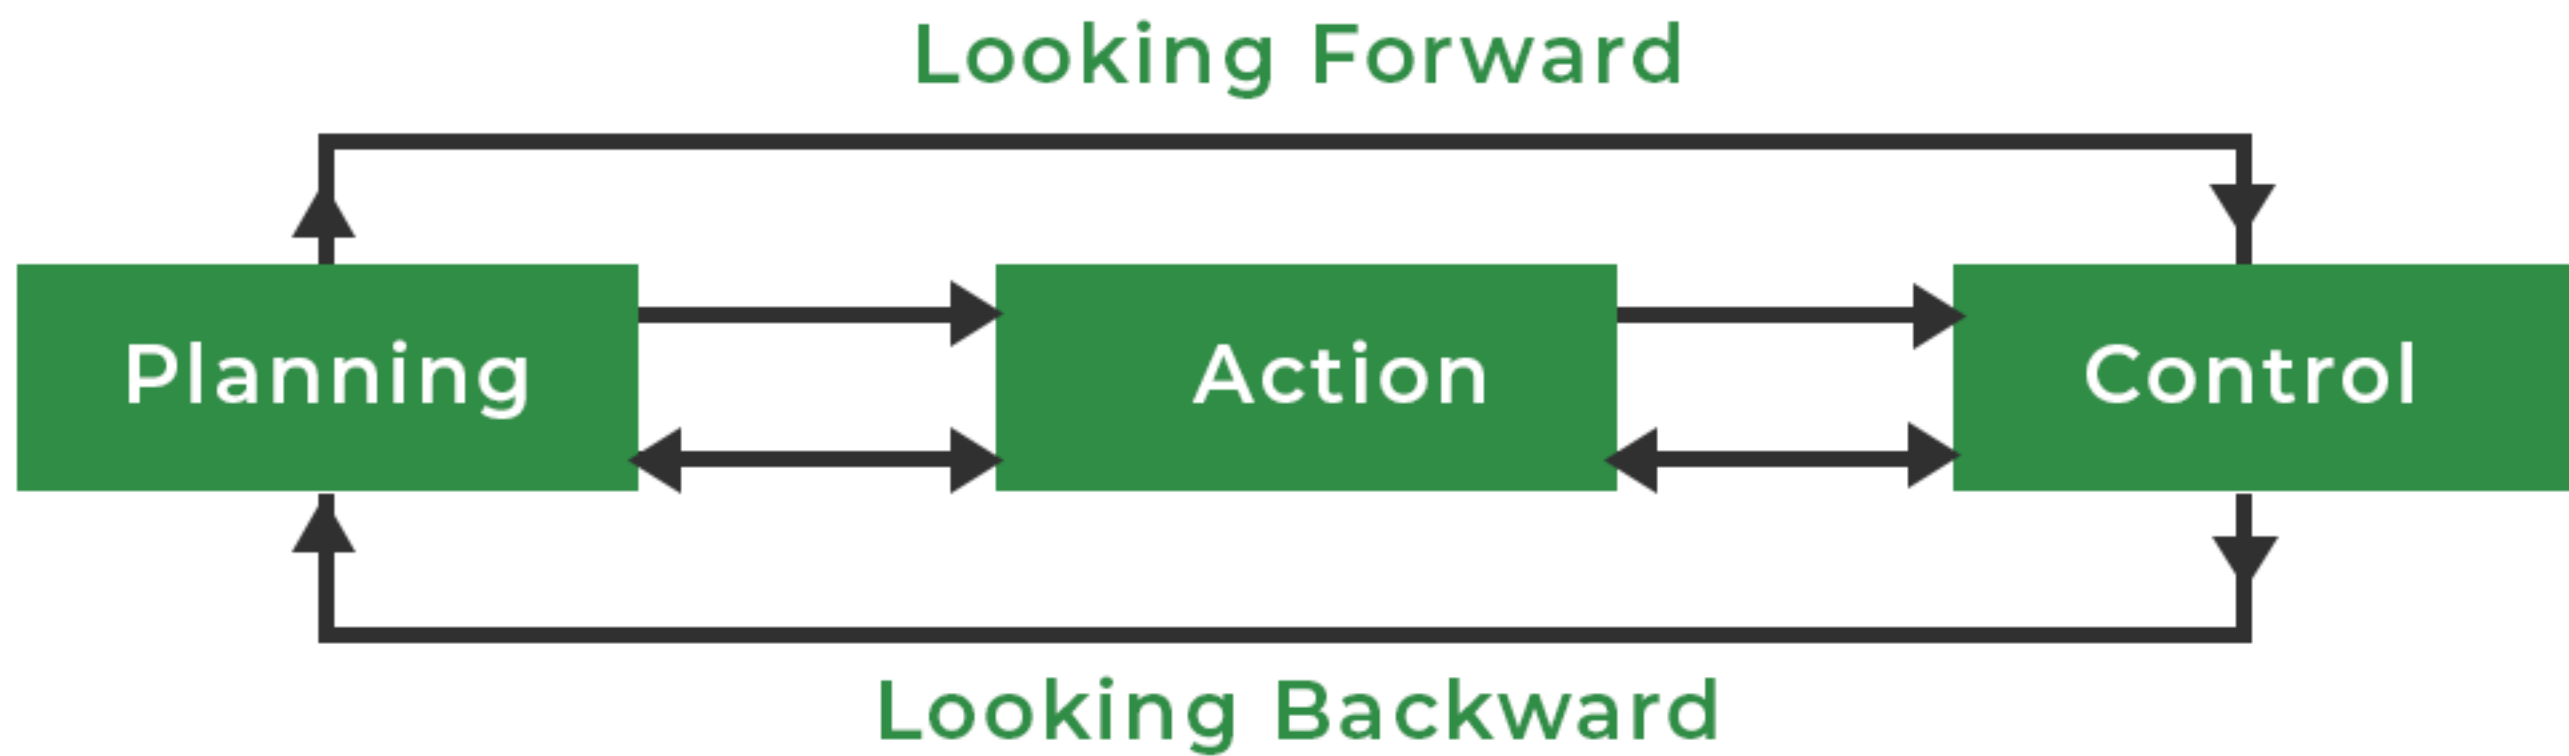 Looking Forward
Planning
Action
Control
Looking Backward